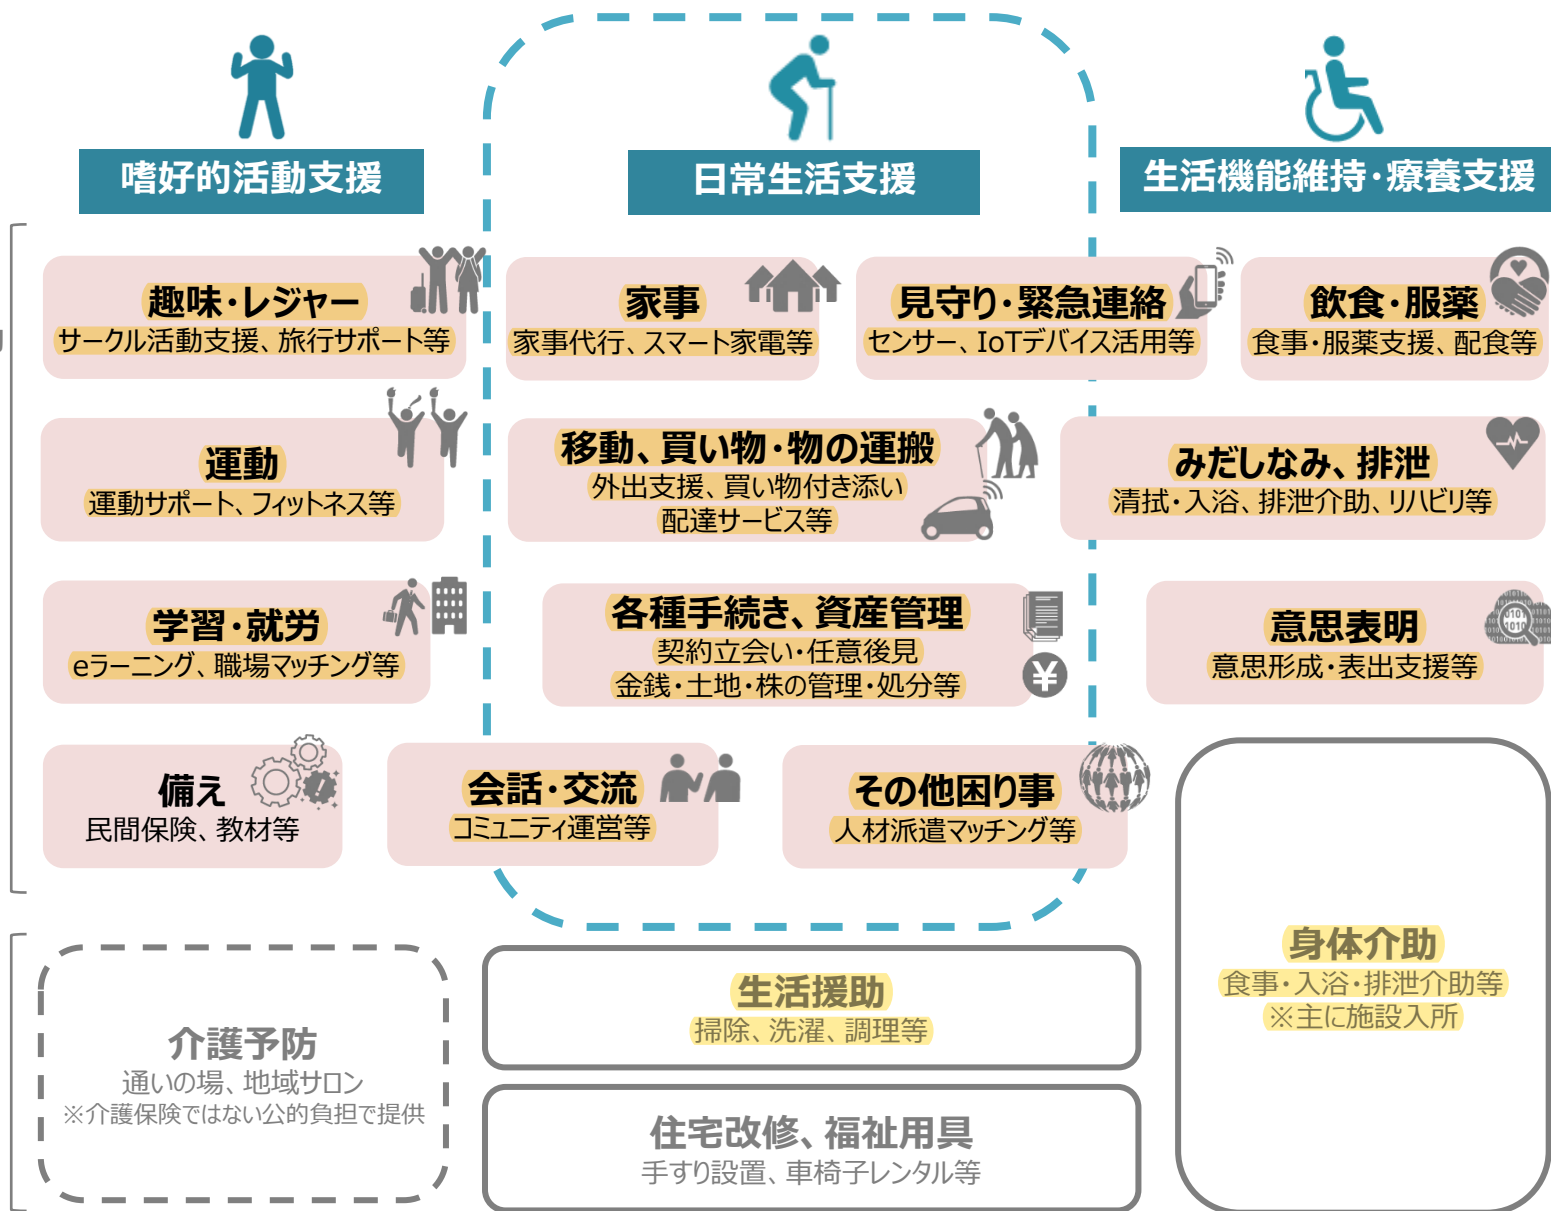 嗜好的活動支援
日常生活支援
生活機能維持・療養支援
趣味・レジャー
サークル活動支援、旅行サポート等
家事
家事代行、スマート家電等
見守り・緊急連絡
センサー、IoTデバイス活用等
飲食・服薬
食事・服薬支援、配食等
運動
運動サポート、フィットネス等
移動、買い物・物の運搬
外出支援、買い物付き添い
配達サービス等
みだしなみ、排泄
清拭・入浴、排泄介助、リハビリ等
学習・就労
eラーニング、職場マッチング等
各種手続き、資産管理
契約立会い・任意後見
金銭・土地・株の管理・処分等
¥
意思表明
意思形成・表出支援等
備え
民間保険、教材等
会話・交流
コミュニティ運営等
その他困り事
人材派遣マッチング等
介護予防
通いの場、地域サロン
※介護保険ではない公的負担で提供
生活援助
掃除、洗濯、調理等
住宅改修、福祉用具
手すり設置、車椅子レンタル等
身体介助
食事・入浴・排泄介助等
※主に施設入所